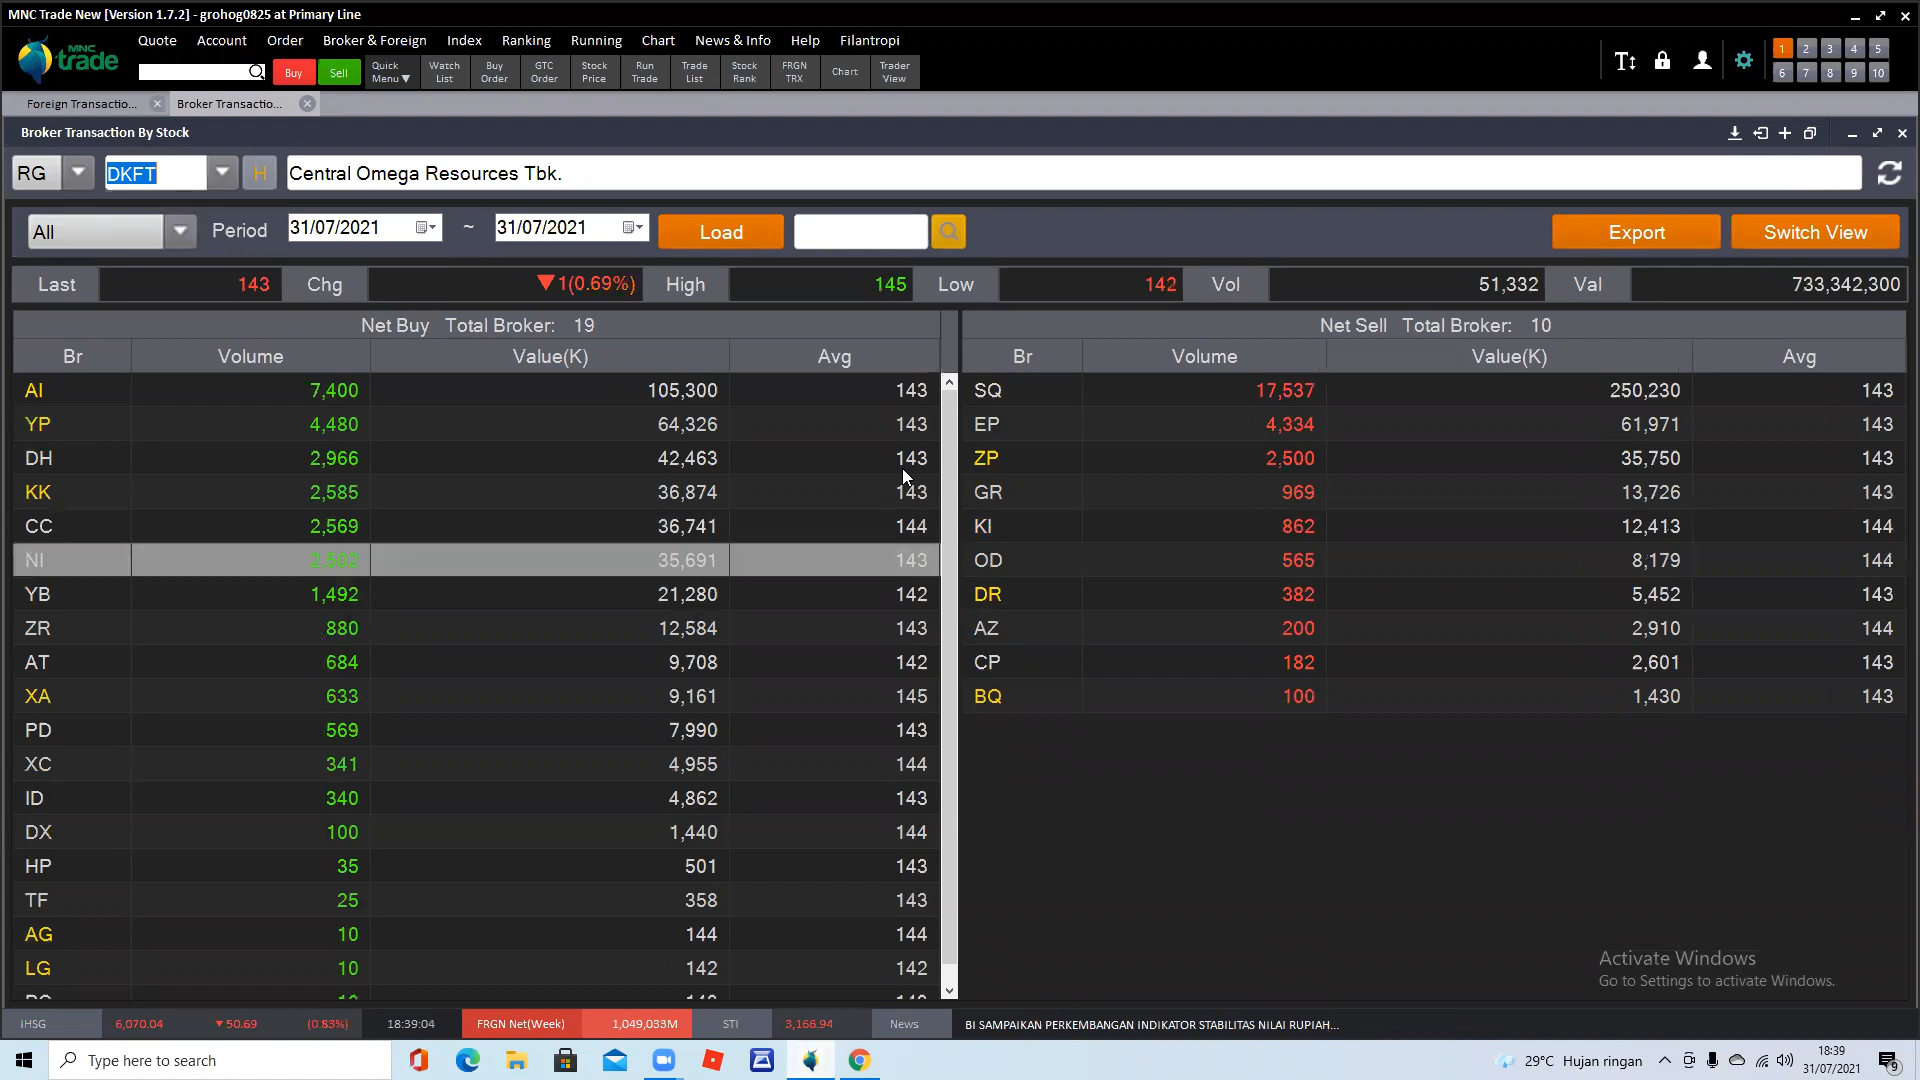 MNC Trade New [Version 1.7.2] - grohog0825 at Primary Line
MNC trade
Quote Account Order Broker & Foreign Index Ranking Running Chart News & Info Help Filantropi
Buy Sell Quick Menu ▼ Watch List Buy Order GTC Order Stock Price Run Trade Trade List Stock Rank FRGN TRX Chart Trader View
1 2 3 4 5
6 7 8 9 10
Foreign Transactio... Broker Transactio...
Broker Transaction By Stock
RG DKFT H Central Omega Resources Tbk.
All Period 31/07/2021 ~ 31/07/2021 Load Export Switch View
Last 143 Chg ▼1(0.69%) High 145 Low 142 Vol 51,332 Val 733,342,300
Net Buy Total Broker: 19 Net Sell Total Broker: 10
Br Volume Value(K) Avg Br Volume Value(K) Avg
AI 7,400 105,300 143 SQ 17,537 250,230 143
YP 4,480 64,326 143 EP 4,334 61,971 143
DH 2,966 42,463 143 ZP 2,500 35,750 143
KK 2,585 36,874 143 GR 969 13,726 143
CC 2,569 36,741 144 KI 862 12,413 144
NI 2,502 35,691 143 OD 565 8,179 144
YB 1,492 21,280 142 DR 382 5,452 143
ZR 880 12,584 143 AZ 200 2,910 144
AT 684 9,708 142 CP 182 2,601 143
XA 633 9,161 145 BQ 100 1,430 143
PD 569 7,990 143
XC 341 4,955 144
ID 340 4,862 143
DX 100 1,440 144
HP 35 501 143
TF 25 358 143
AG 10 144 144
LG 10 142 142
Activate Windows
Go to Settings to activate Windows.
IHSG 6,070.04 ▼ 50.69 (0.83%) 18:39:04 FRGN Net(Week) 1,049,033M STI 3,166.94 News BI SAMPAIKAN PERKEMBANGAN INDIKATOR STABILITAS NILAI RUPIAH...
Type here to search 29°C Hujan ringan 18:39
31/07/2021 9